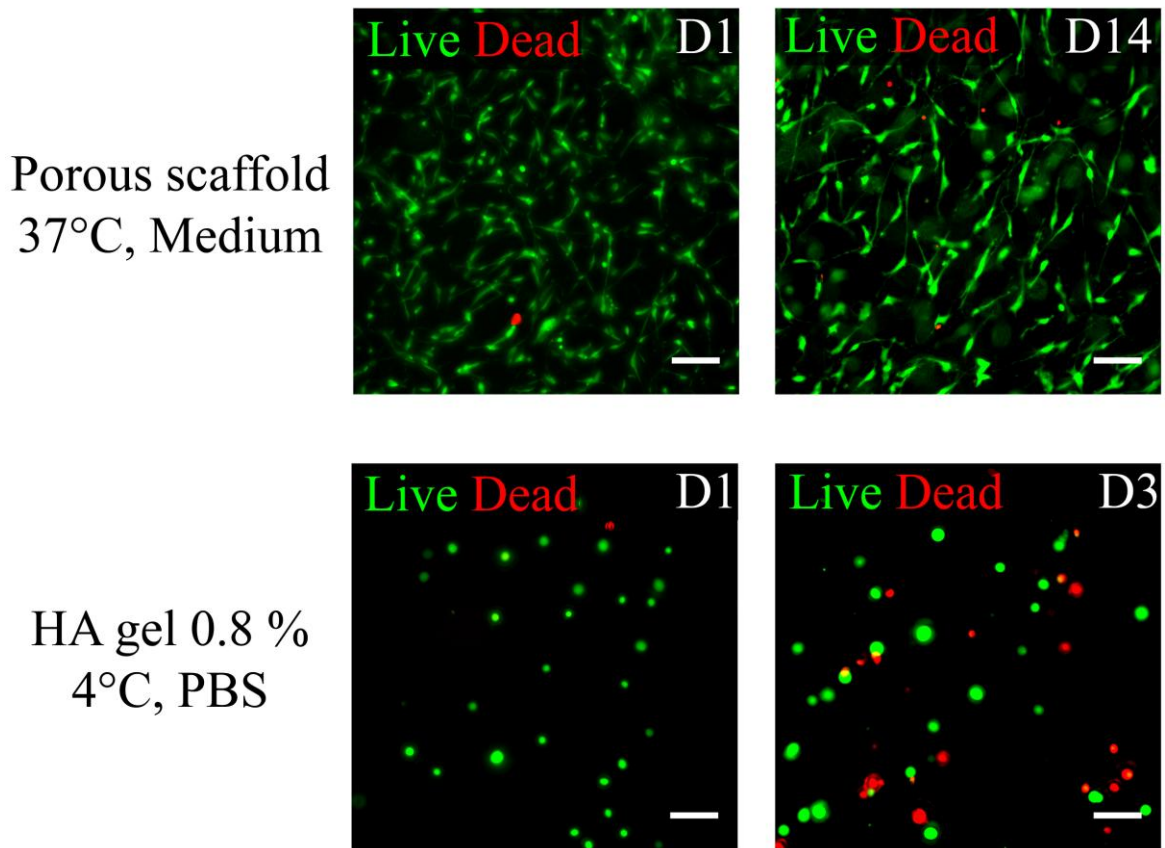 Live Dead D1
Live Dead D14
Porous scaffold
37°C, Medium
Live Dead D1
Live Dead D3
HA gel 0.8 %
4°C, PBS